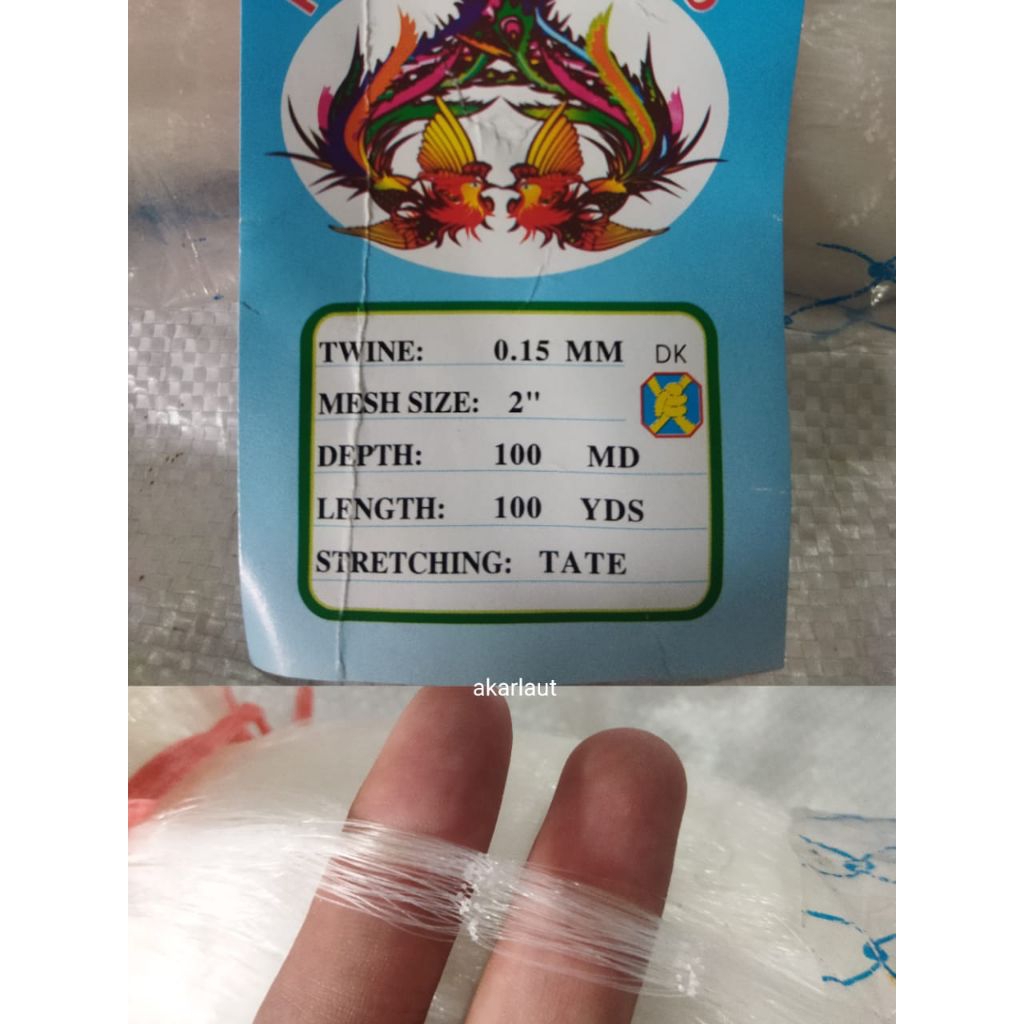 TWINE: 0.15 MM DK
MESH SIZE: 2"
DEPTH: 100 MD
LENGTH: 100 YDS
STRETCHING: TATE
akarlaut